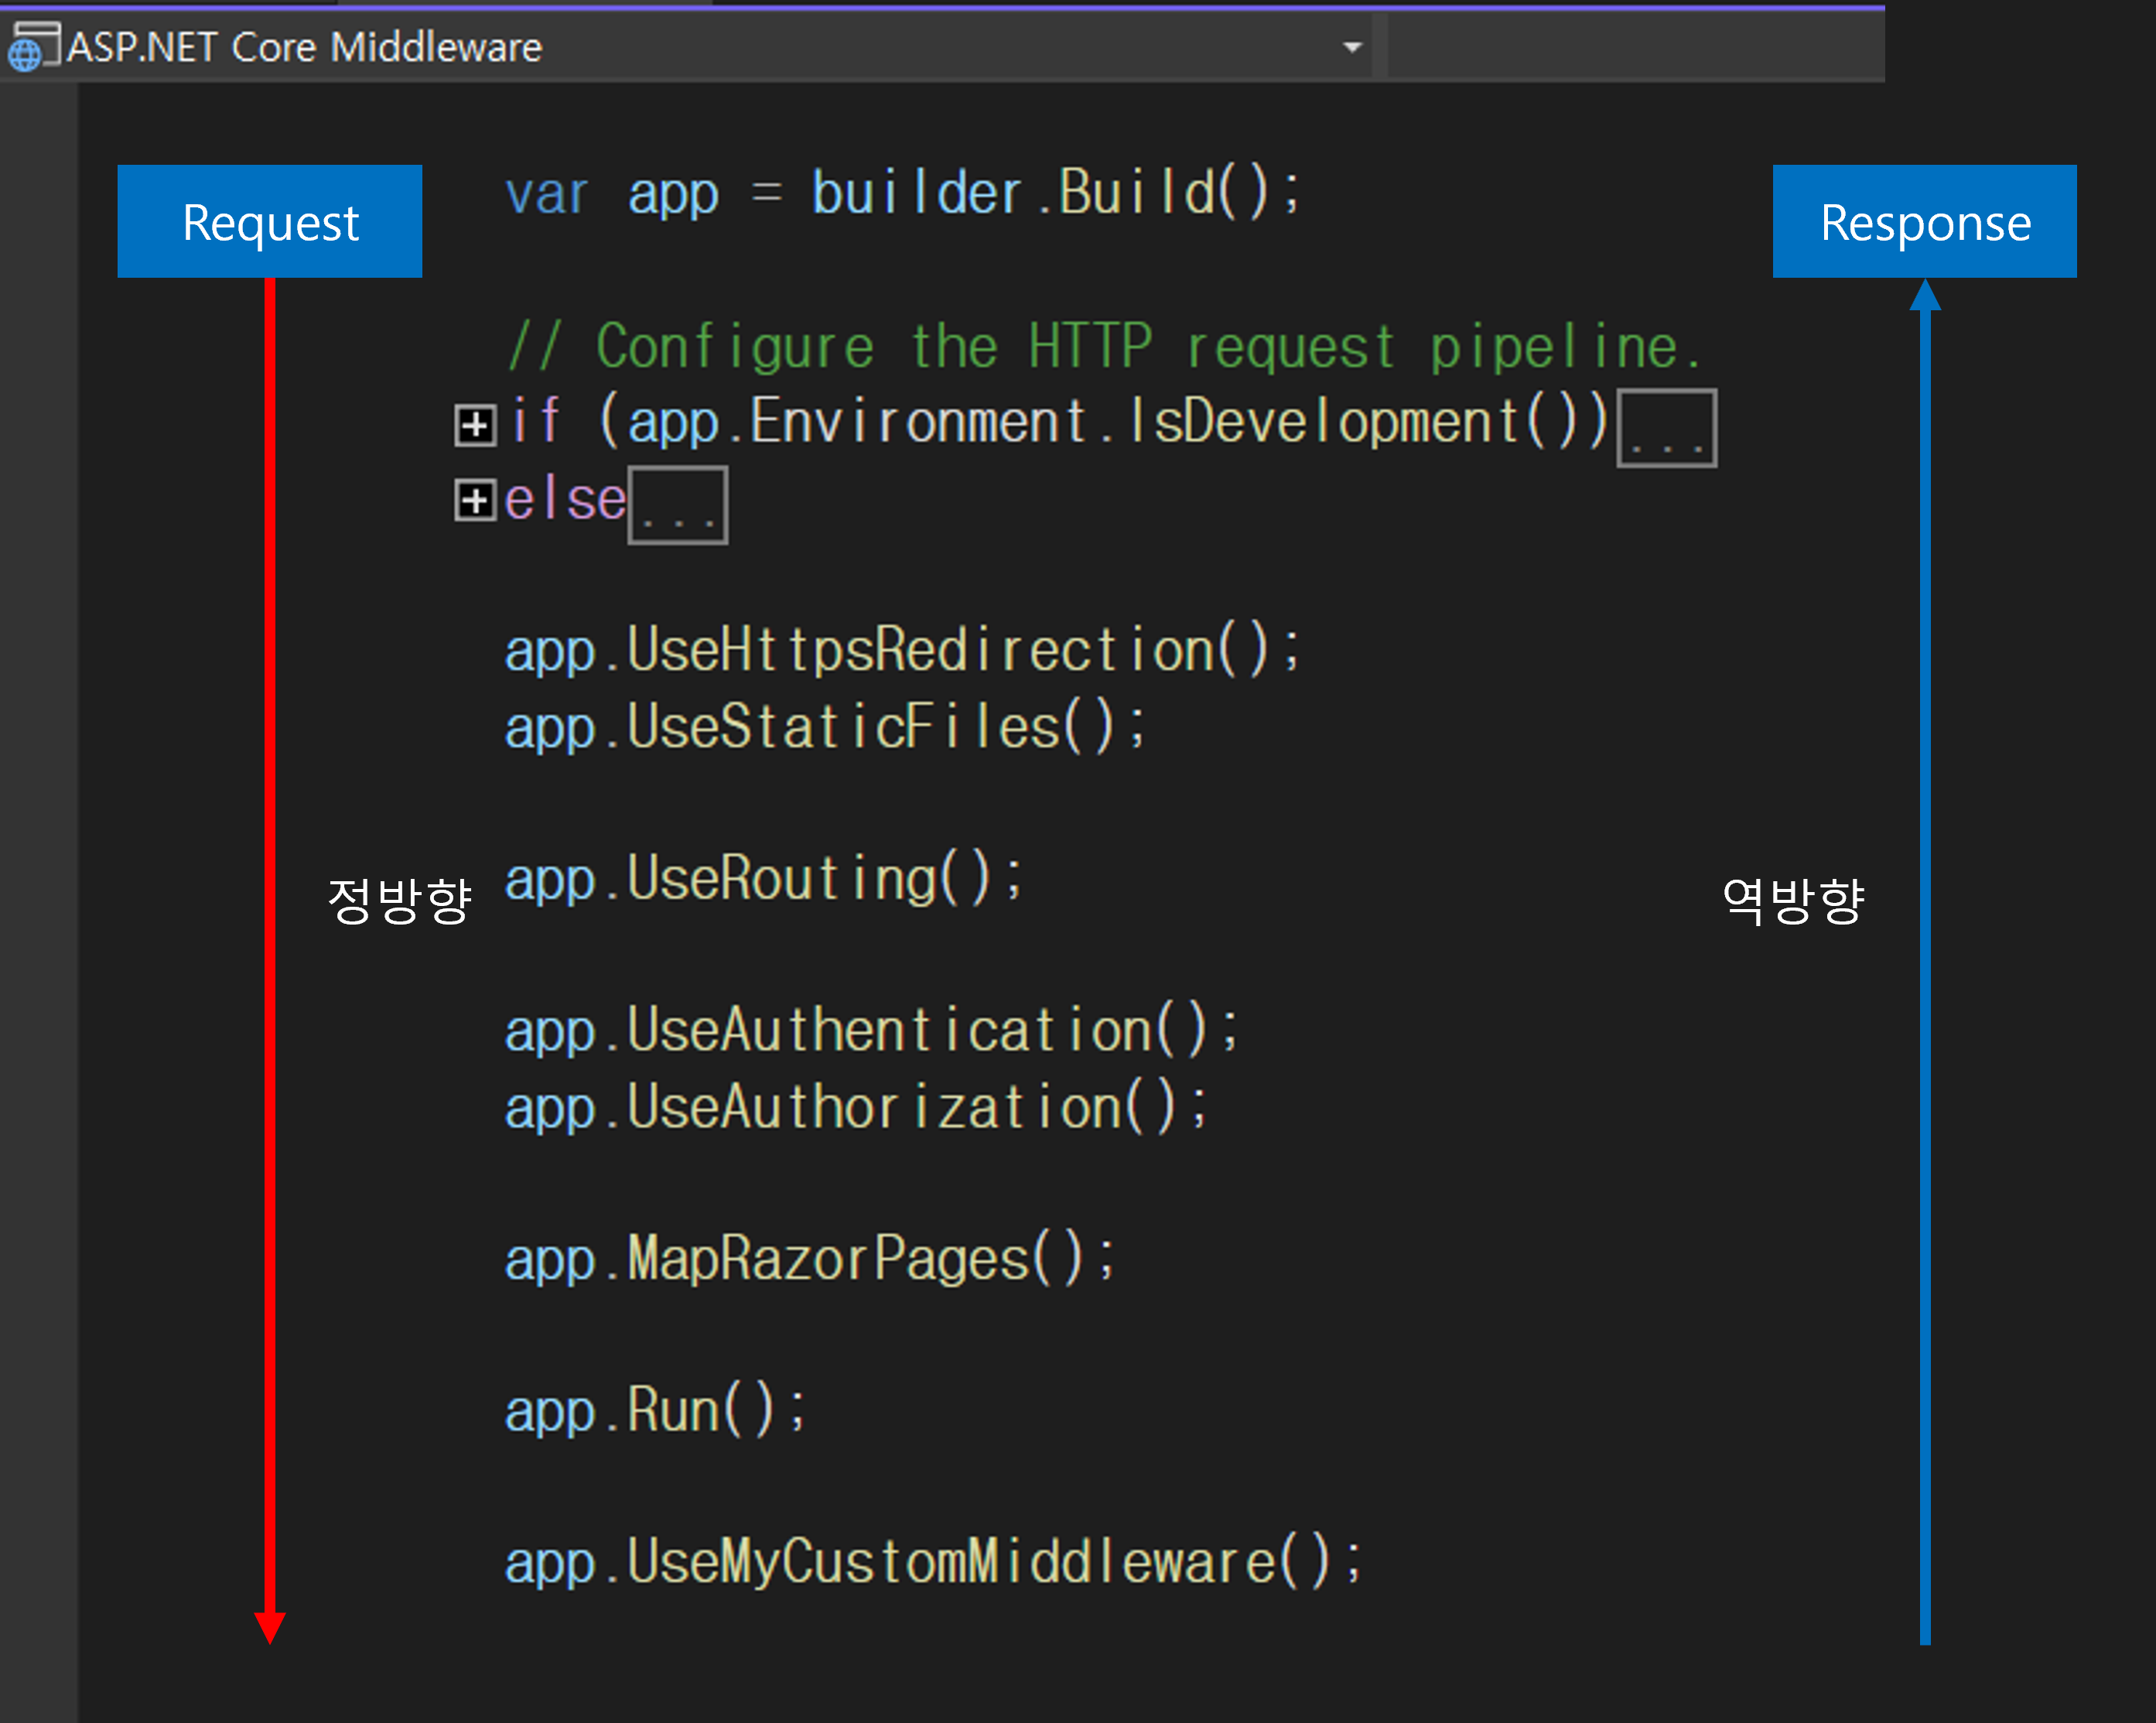 ASP.NET Core Middleware
Request
Response
var app = builder.Build();
// Configure the HTTP request pipeline.
if (app.Environment.IsDevelopment())...
else...
app.UseHttpsRedirection();
app.UseStaticFiles();
정방향
app.UseRouting();
역방향
app.UseAuthentication();
app.UseAuthorization();
app.MapRazorPages();
app.Run();
app.UseMyCustomMiddleware();